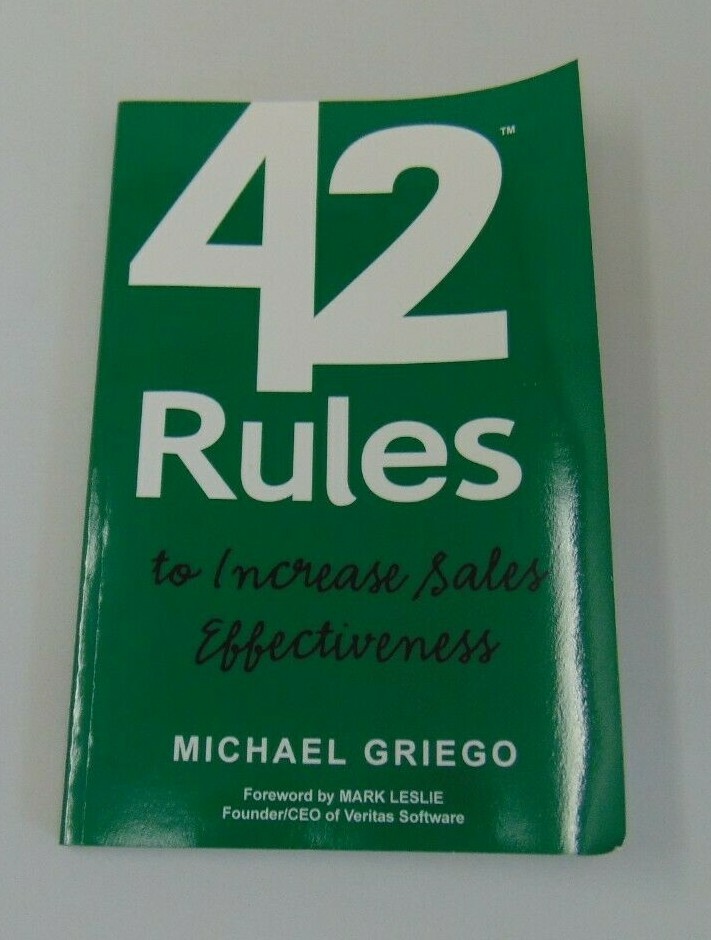 42™
Rules
to Increase Sales
Effectiveness
MICHAEL GRIEGO
Foreword by MARK LESLIE
Founder/CEO of Veritas Software